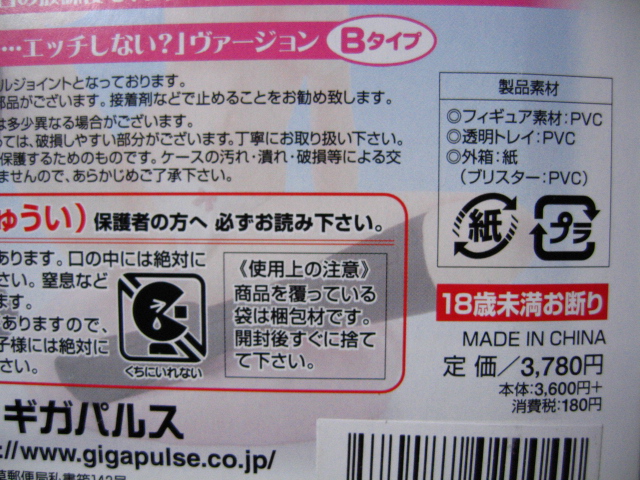 …エッチしない?」ヴァージョン Bタイプ
ルジョイントとなっております。
部品がございます。接着剤などで止めることをお勧め致します。
は多少異なる場合がございます。
ては、破損しやすい部分がございます。丁寧にお取り扱い下さい。
保護するためのものです。ケースの汚れ・潰れ・破損等による交
ませんので、あらかじめご了承下さい。
製品素材
◎フィギュア素材:PVC
◎透明トレイ:PVC
◎外箱:紙
(ブリスター:PVC)
紙
プラ
ゅうい) 保護者の方へ 必ずお読み下さい。
あります。口の中には絶対に
さい。窒息など
ます。
ありますので、
子様には絶対に
さい。
くちにいれない
《使用上の注意》
商品を覆っている
袋は梱包材です。
開封後すぐに捨て
て下さい。
18歳未満お断り
MADE IN CHINA
定 価/3,780円
本体:3,600円+
消費税:180円
ギガパルス
://www.gigapulse.co.jp/